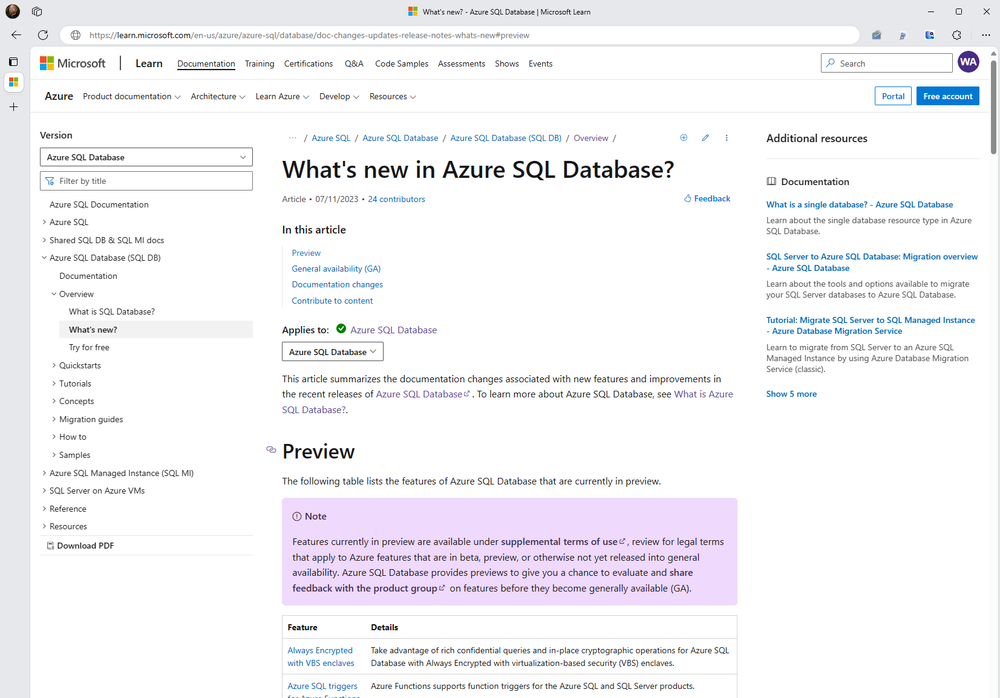 What's new? - Azure SQL Database | Microsoft Learn
https://learn.microsoft.com/en-us/azure/azure-sql/database/doc-changes-updates-release-notes-whats-new#preview
Microsoft
Learn
Documentation
Training
Certifications
Q&A
Code Samples
Assessments
Shows
Events
Search
WA
Azure
Product documentation
Architecture
Learn Azure
Develop
Resources
Portal
Free account
Version
Azure SQL Database
Filter by title
Azure SQL Documentation
Azure SQL
Shared SQL DB & SQL MI docs
Azure SQL Database (SQL DB)
Documentation
Overview
What is SQL Database?
What's new?
Try for free
Quickstarts
Tutorials
Concepts
Migration guides
How to
Samples
Azure SQL Managed Instance (SQL MI)
SQL Server on Azure VMs
Reference
Resources
Download PDF
··· / Azure SQL / Azure SQL Database / Azure SQL Database (SQL DB) / Overview /
What's new in Azure SQL Database?
Article • 07/11/2023 • 24 contributors
Feedback
In this article
Preview
General availability (GA)
Documentation changes
Contribute to content
Applies to: Azure SQL Database
Azure SQL Database
This article summarizes the documentation changes associated with new features and improvements in
the recent releases of Azure SQL Database. To learn more about Azure SQL Database, see What is Azure
SQL Database?.
Preview
The following table lists the features of Azure SQL Database that are currently in preview.
Note
Features currently in preview are available under supplemental terms of use, review for legal terms
that apply to Azure features that are in beta, preview, or otherwise not yet released into general
availability. Azure SQL Database provides previews to give you a chance to evaluate and share
feedback with the product group on features before they become generally available (GA).
Feature
Details
Always Encrypted
with VBS enclaves
Take advantage of rich confidential queries and in-place cryptographic operations for Azure SQL
Database with Always Encrypted with virtualization-based security (VBS) enclaves.
Azure SQL triggers
for Azure Functions
Azure Functions supports function triggers for the Azure SQL and SQL Server products.
Additional resources
Documentation
What is a single database? - Azure SQL Database
Learn about the single database resource type in Azure
SQL Database.
SQL Server to Azure SQL Database: Migration overview
- Azure SQL Database
Learn about the tools and options available to migrate
your SQL Server databases to Azure SQL Database.
Tutorial: Migrate SQL Server to SQL Managed Instance
- Azure Database Migration Service
Learn to migrate from SQL Server to an Azure SQL
Managed Instance by using Azure Database Migration
Service (classic).
Show 5 more